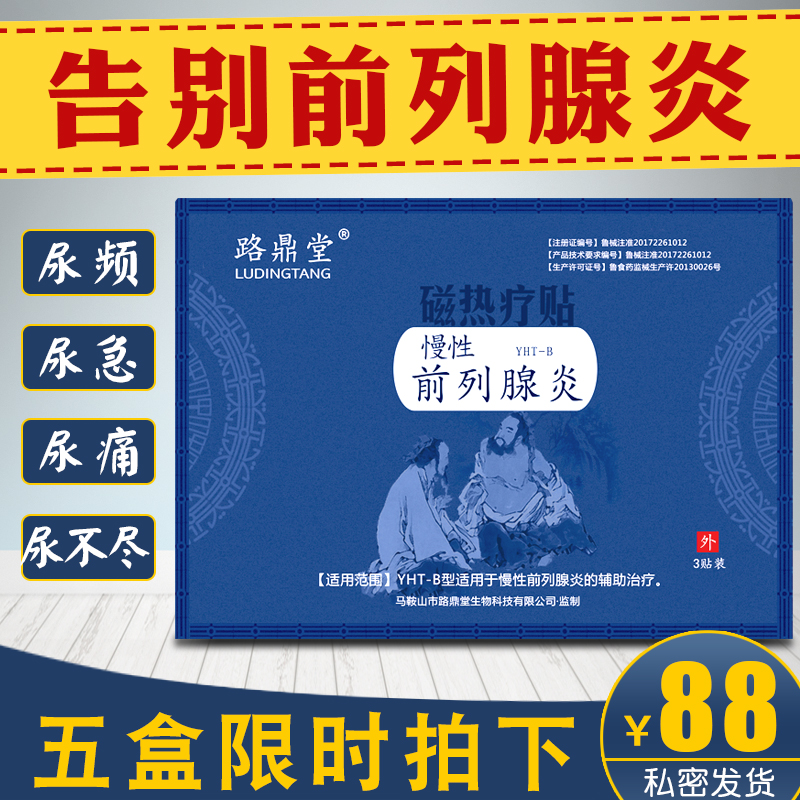 告别前列腺炎
尿频
尿急
尿痛
尿不尽
路鼎堂®
LUDINGTANG
【注册证编号】鲁械注准20172261012
【产品技术要求编号】鲁械注准20172261012
【生产许可证号】鲁食药监械生产许20130026号
磁热疗贴
慢性 YHT-B
前列腺炎
外
3贴装
【适用范围】YHT-B型适用于慢性前列腺炎的辅助治疗。
马鞍山市路鼎堂生物科技有限公司·监制
五盒限时拍下
¥88
私密发货